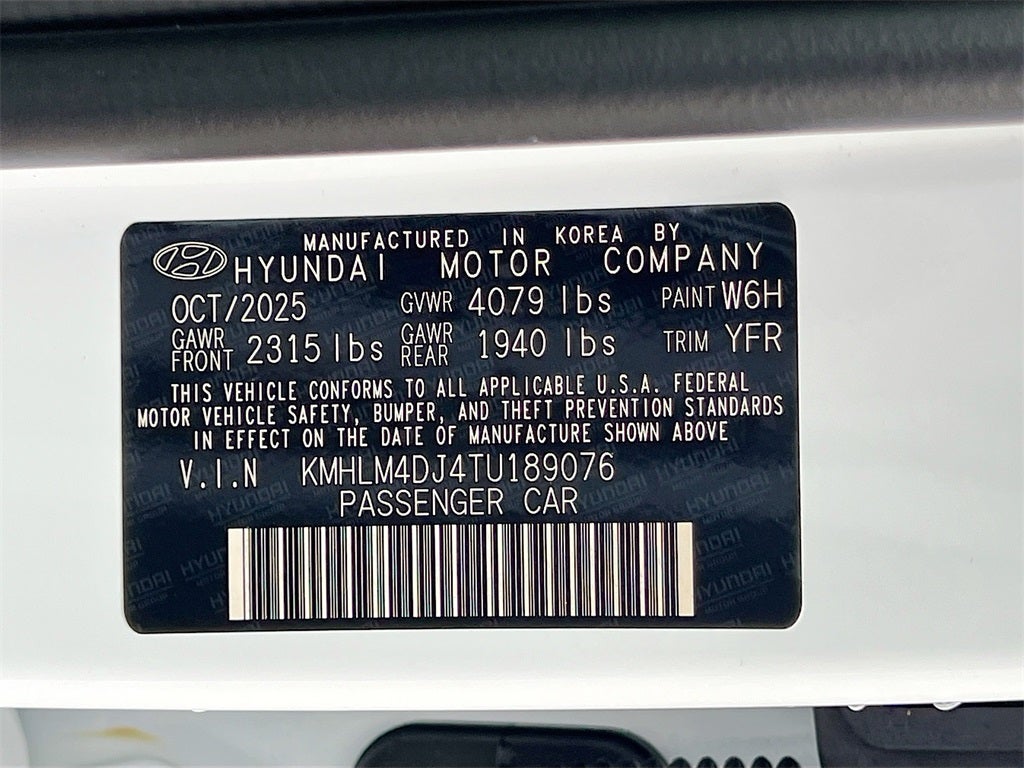 MANUFACTURED IN KOREA BY
HYUNDAI MOTOR COMPANY
OCT/2025 GVWR 4079 lbs PAINT W6H
GAWR FRONT 2315 lbs GAWR REAR 1940 lbs TRIM YFR
THIS VEHICLE CONFORMS TO ALL APPLICABLE U.S.A. FEDERAL
MOTOR VEHICLE SAFETY, BUMPER, AND THEFT PREVENTION STANDARDS
IN EFFECT ON THE DATE OF MANUFACTURE SHOWN ABOVE
V.I.N KMHLM4DJ4TU189076
PASSENGER CAR